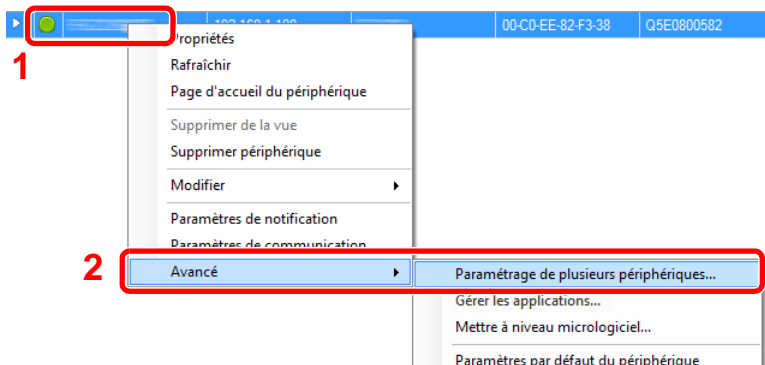 192.168.1.100 00-C0-EE-82-F3-38 Q5E0800582
1
Propriétés
Rafraîchir
Page d'accueil du périphérique
Supprimer de la vue
Supprimer périphérique
Modifier
Paramètres de notification
Paramètres de communication
2 Avancé Paramétrage de plusieurs périphériques...
Gérer les applications...
Mettre à niveau micrologiciel...
Paramètres par défaut du périphérique